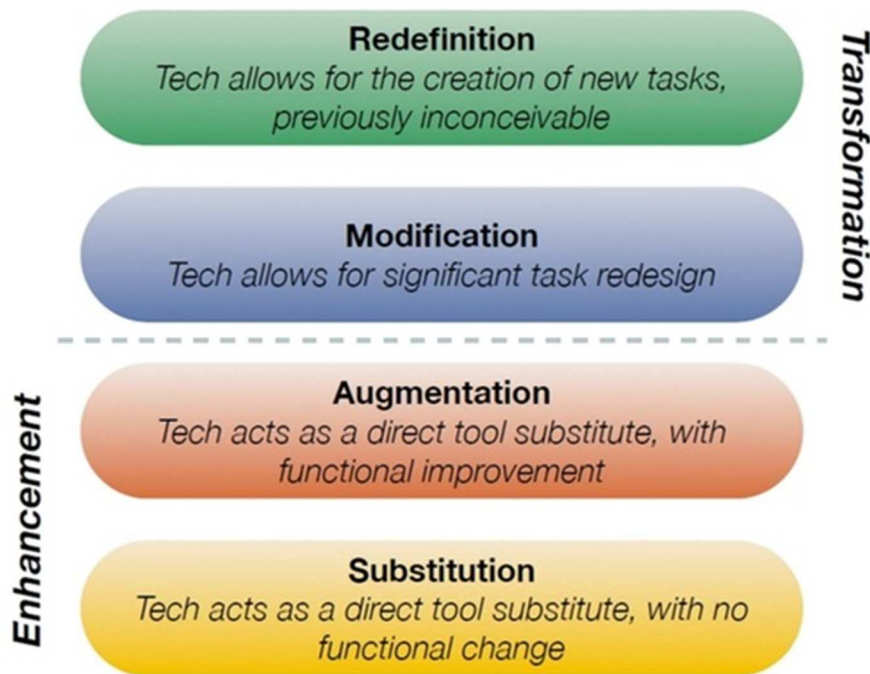 Redefinition
Tech allows for the creation of new tasks,
previously inconceivable
Transformation
Modification
Tech allows for significant task redesign
Augmentation
Tech acts as a direct tool substitute, with
functional improvement
Enhancement
Substitution
Tech acts as a direct tool substitute, with no
functional change